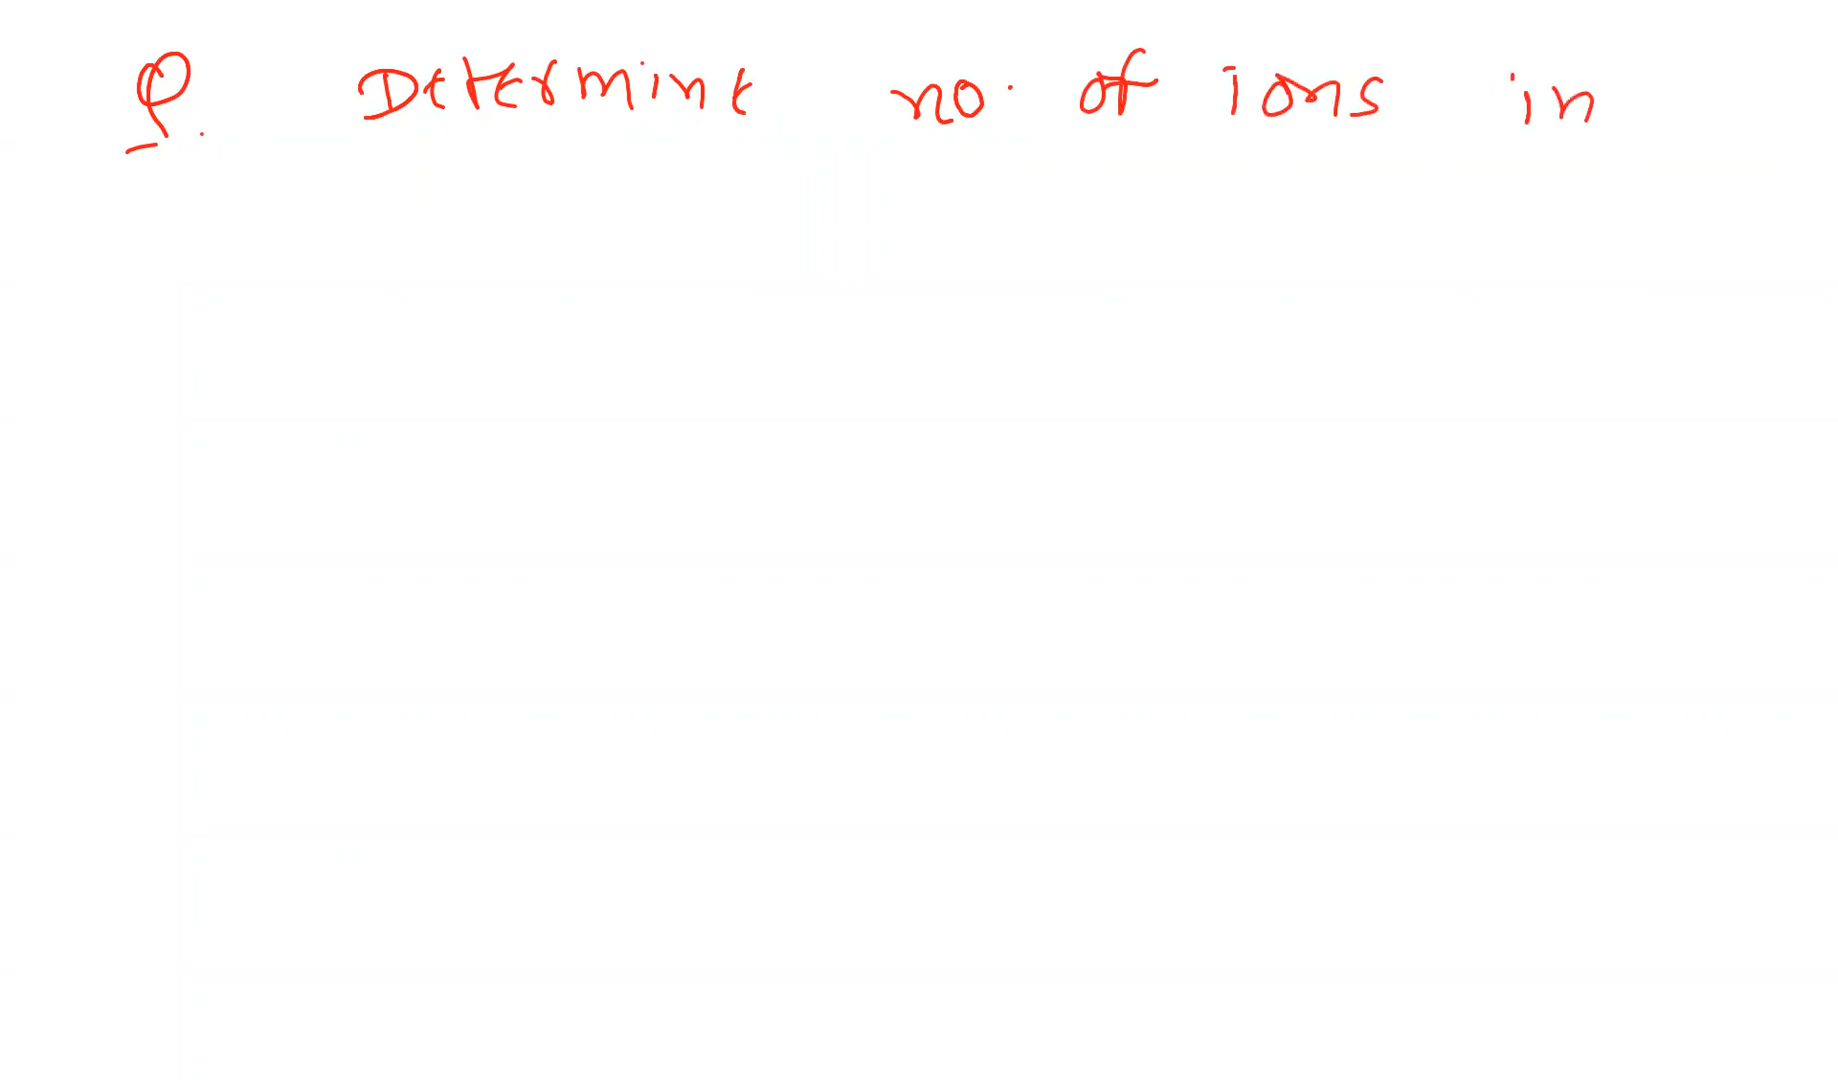 Q. Determine no. of ions in